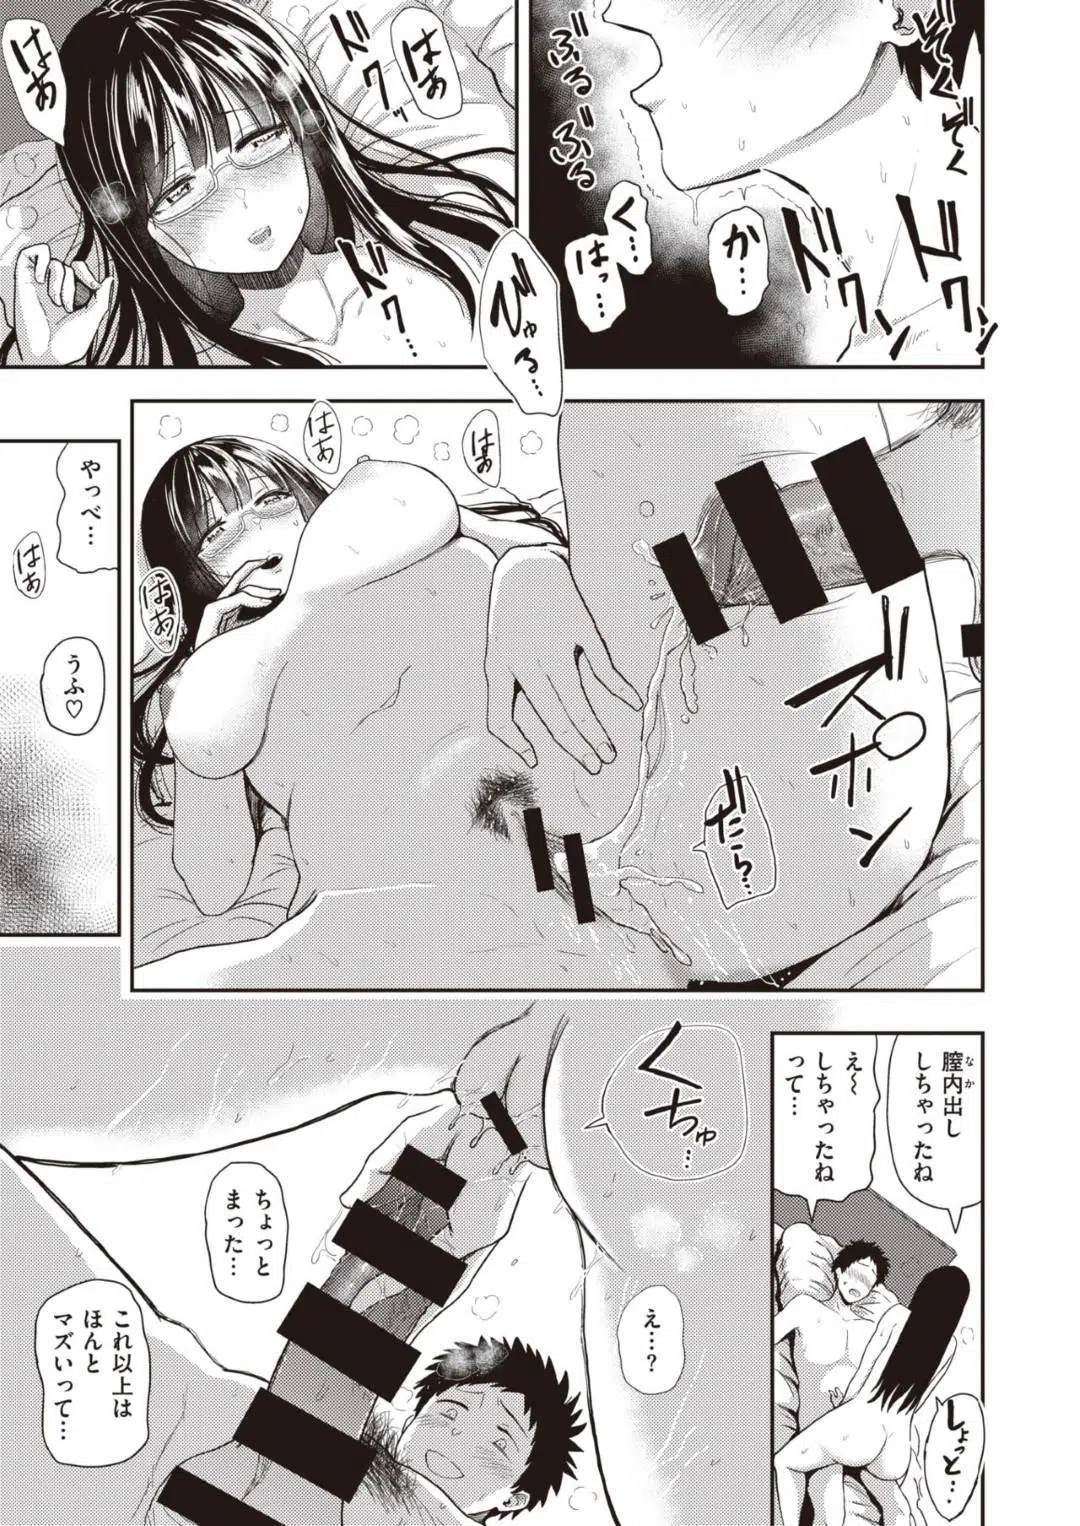 ぞくぞく
ぶるぶる
ドクン
ドクン
か…
く…
はっ…
はぁ
ドクッ
はぁ
ドク…
びゅる…
はぁ
はぁ
はぁ
ズポン
どたら…
やっべ…
はぁ
うふ♡
膣内出し
なか
しちゃったね
え〜
しちゃったね
って…
しょっと…
くちゅ…
え…?
ちょっと
まった…
これ以上は
ほんと
マズいって…